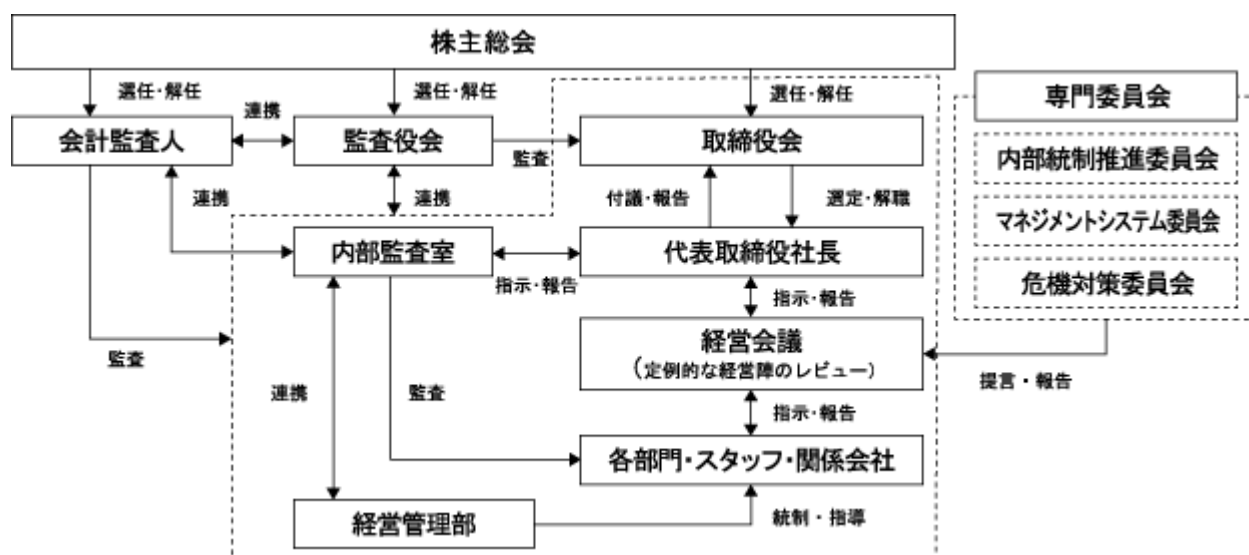 株主総会
選任・解任
選任・解任
選任・解任
専門委員会
会計監査人
連携
監査役会
監査
取締役会
内部統制推進委員会
連携
連携
付議・報告
選定・解職
マネジメントシステム委員会
内部監査室
指示・報告
代表取締役社長
危機対策委員会
指示・報告
監査
経営会議
(定例的な経営陣のレビュー)
提言・報告
連携
監査
指示・報告
各部門・スタッフ・関係会社
経営管理部
統制・指導